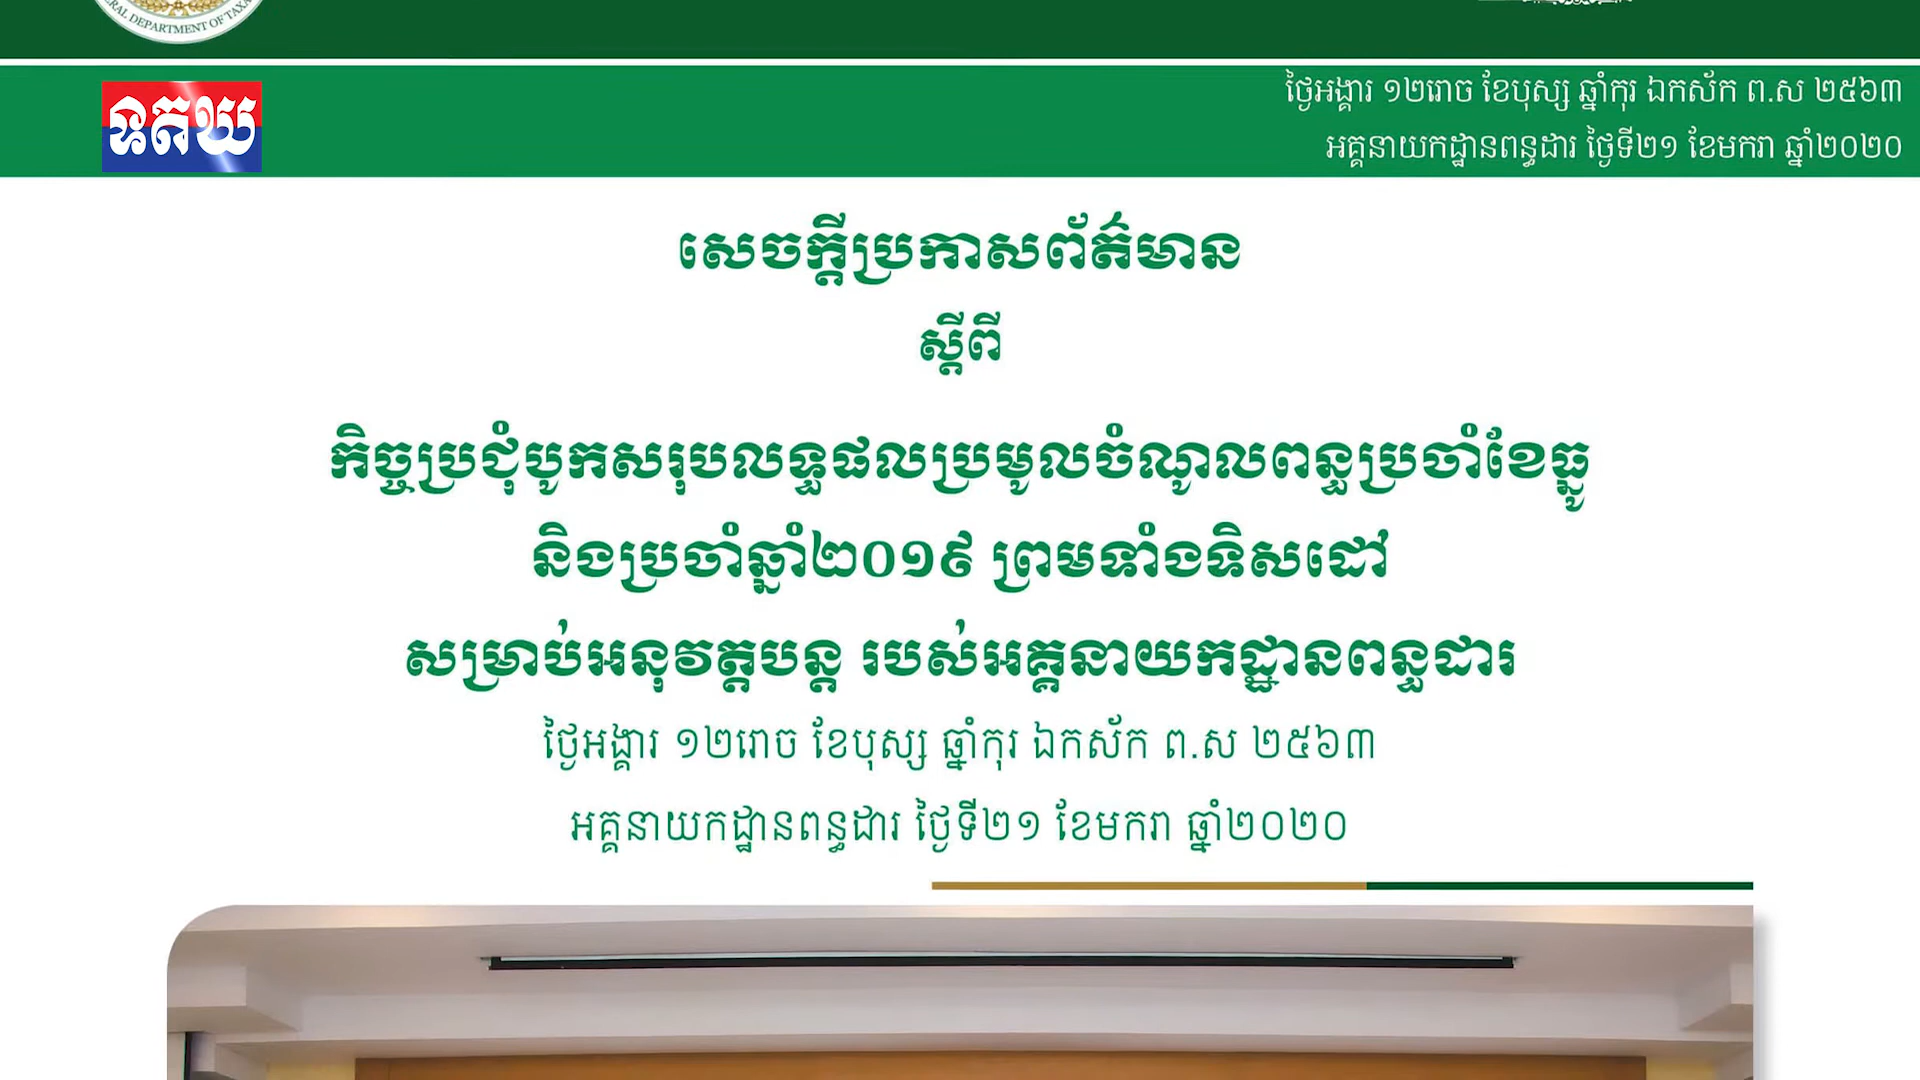 ERAL DEPARTMENT OF TAXA
ថ្ងៃអង្គារ ១២រោច ខែបុស្ស ឆ្នាំកុរ ឯកស័ក ព.ស ២៥៦៣
ទតយ
អគ្គនាយកដ្ឋានពន្ធដារ ថ្ងៃទី២១ ខែមករា ឆ្នាំ២០២០
សេចក្តីប្រកាសព័ត៌មាន
ស្តីពី
កិច្ចប្រជុំបូកសរុបលទ្ធផលប្រមូលចំណូលពន្ធប្រចាំខែធ្នូ
និងប្រចាំឆ្នាំ២០១៩ ព្រមទាំងទិសដៅ
សម្រាប់អនុវត្តបន្ត របស់អគ្គនាយកដ្ឋានពន្ធដារ
ថ្ងៃអង្គារ ១២រោច ខែបុស្ស ឆ្នាំកុរ ឯកស័ក ព.ស ២៥៦៣
អគ្គនាយកដ្ឋានពន្ធដារ ថ្ងៃទី២១ ខែមករា ឆ្នាំ២០២០